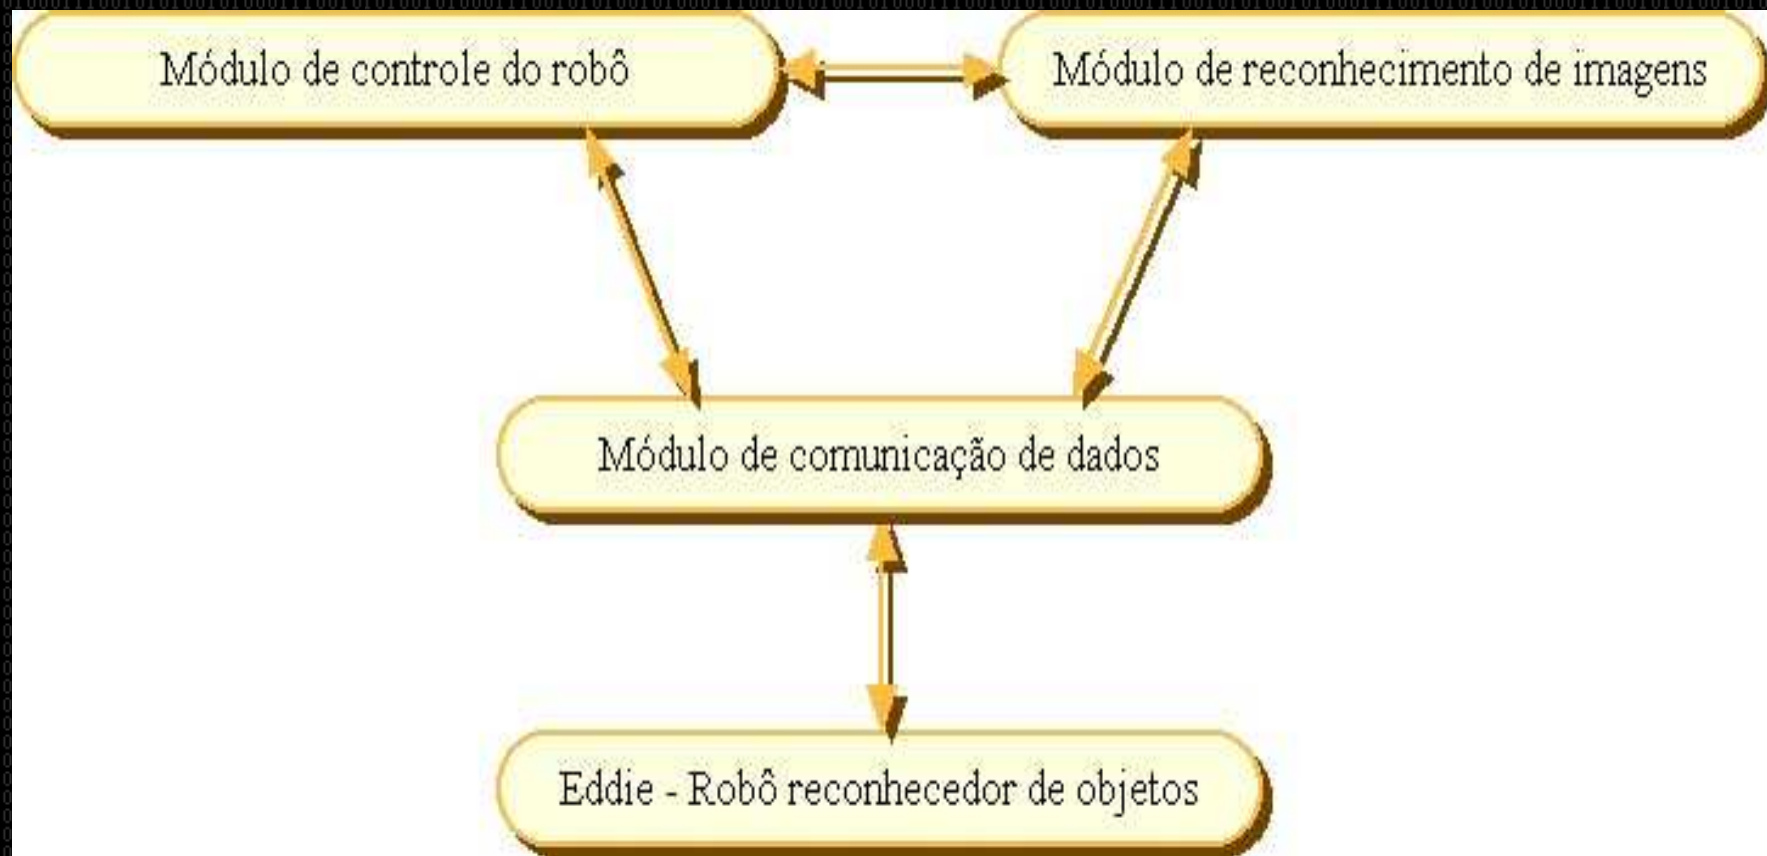 Módulo de controle do robô
Módulo de reconhecimento de imagens
Módulo de comunicação de dados
Eddie - Robô reconhecedor de objetos